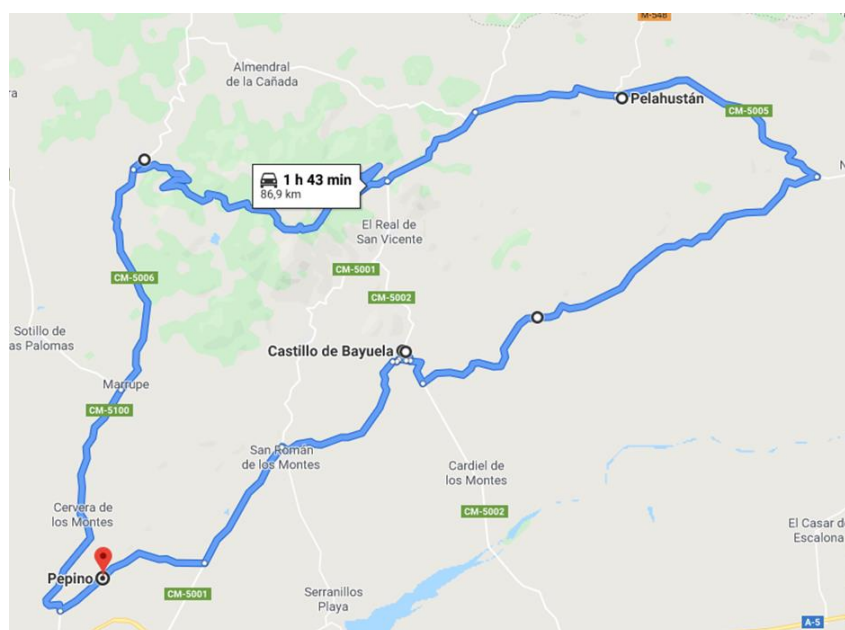 M-548
Almendral
de la Cañada
ra
Pelahustán
CM-5005
1 h 43 min
86,9 km
N
El Real de
San Vicente
CM-5001
CM-5006
CM-5002
Sotillo de
as Palomas
Castillo de Bayuela
Marrupe
CM-5100
San Román
de los Montes
Cardiel de
los Montes
Cervera de
los Montes
CM-5002
El Casar de
Escalona
Pepino
CM-5001
Serranillos
Playa
A-5